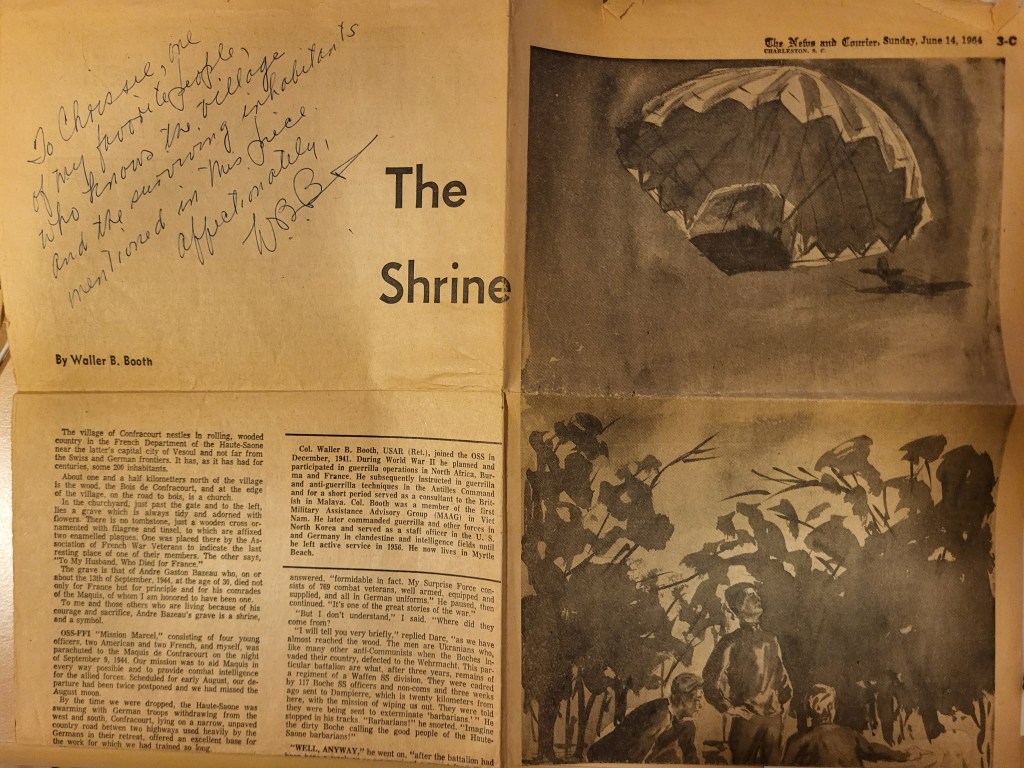 To Chrissie, one
of my favorite people,
who knows the village
and the surviving inhabitants
mentioned in this piece.
affectionately,
W.B.B.
The
Shrine
By Waller B. Booth
The News and Courier, Sunday, June 14, 1964 3-C
CHARLESTON, S. C.
The village of Confracourt nestles in rolling, wooded
country in the French Department of the Haute-Saone
near the latter's capital city of Vesoul and not far from
the Swiss and German frontiers. It has, as it has had for
centuries, some 200 inhabitants.
About one and a half kilometters north of the village
is the wood, the Bois de Confracourt, and at the edge
of the village, on the road to bois, is a church.
In the churchyard, just past the gate and to the left,
lies a grave which is always tidy and adorned with
flowers. There is no tombstone, just a wooden cross or-
namented with filagree and tinsel, to which are affixed
two enamelled plaques. One was placed there by the As-
sociation of French War Veterans to indicate the last
resting place of one of their members. The other says,
"To My Husband, Who Died for France."
The grave is that of Andre Gaston Bazeau who, on or
about the 13th of September, 1944, at the age of 30, died not
only for France but for principle and for his comrades
of the Maquis, of whom I am honored to have been one.
To me and those others who are living because of his
courage and sacrifice, Andre Bazeau's grave is a shrine,
and a symbol.
OSS-FFI "Mission Marcel," consisting of four young
officers, two American and two French, and myself, was
parachuted to the Maquis de Confracourt on the night
of September 9, 1944. Our mission was to aid Maquis in
every way possible and to provide combat intelligence
for the allied forces. Scheduled for early August, our de-
parture had been twice postponed and we had missed the
August moon.
By the time we were dropped, the Haute-Saone was
swarming with German troops withdrawing from the
west and south. Confracourt, lying on a narrow, unpaved
country road betwen two highways used heavily by the
Germans in their retreat, offered an excellent base for
the work for which we had trained so long.
Col. Waller B. Booth, USAR (Ret.), joined the OSS in
December, 1941. During World War II he planned and
participated in guerrilla operations in North Africa, Bur-
ma and France. He subsequently instructed in guerrilla
and anti-guerrilla techniques in the Antilles Command
and for a short period served as a consultant to the Brit-
ish in Malaya. Col. Booth was a member of the first
Military Assistance Advisory Group (MAAG) in Viet
Nam. He later commanded guerrilla and other forces in
North Korea and served as a staff officer in the U. S.
and Germany in clandestine and intelligence fields until
he left active service in 1956. He now lives in Myrtle
Beach.
answered, "formidable in fact. My Surprise Force con-
sists of 700 combat veterans, well armed, equipped and
supplied, and all in German uniforms." He paused, then
continued. "It's one of the great stories of the war."
"But I don't understand," I said. "Where did they
come from?"
"I will tell you very briefly," replied Darc, "as we have
almost reached the wood. The men are Ukranians who,
like many other anti-Communists when the Boches in-
vaded their country, defected to the Wehrmacht. This par-
ticular battalion are what, after three years, remains of
a regiment of a Waffen SS division. They were cadred
by 117 Boche SS officers and non-coms and three weeks
ago sent to Dampierre, which is twenty kilometers from
here, with the mission of wiping us out. They were told
they were being sent to exterminate 'barbarians.' " He
stopped in his tracks. "Barbarians!" he snorted. "Imagine
the dirty Boche calling the good people of the Haute-
Saone barbarians!"
"WELL, ANYWAY," he went on, "after the battalion had